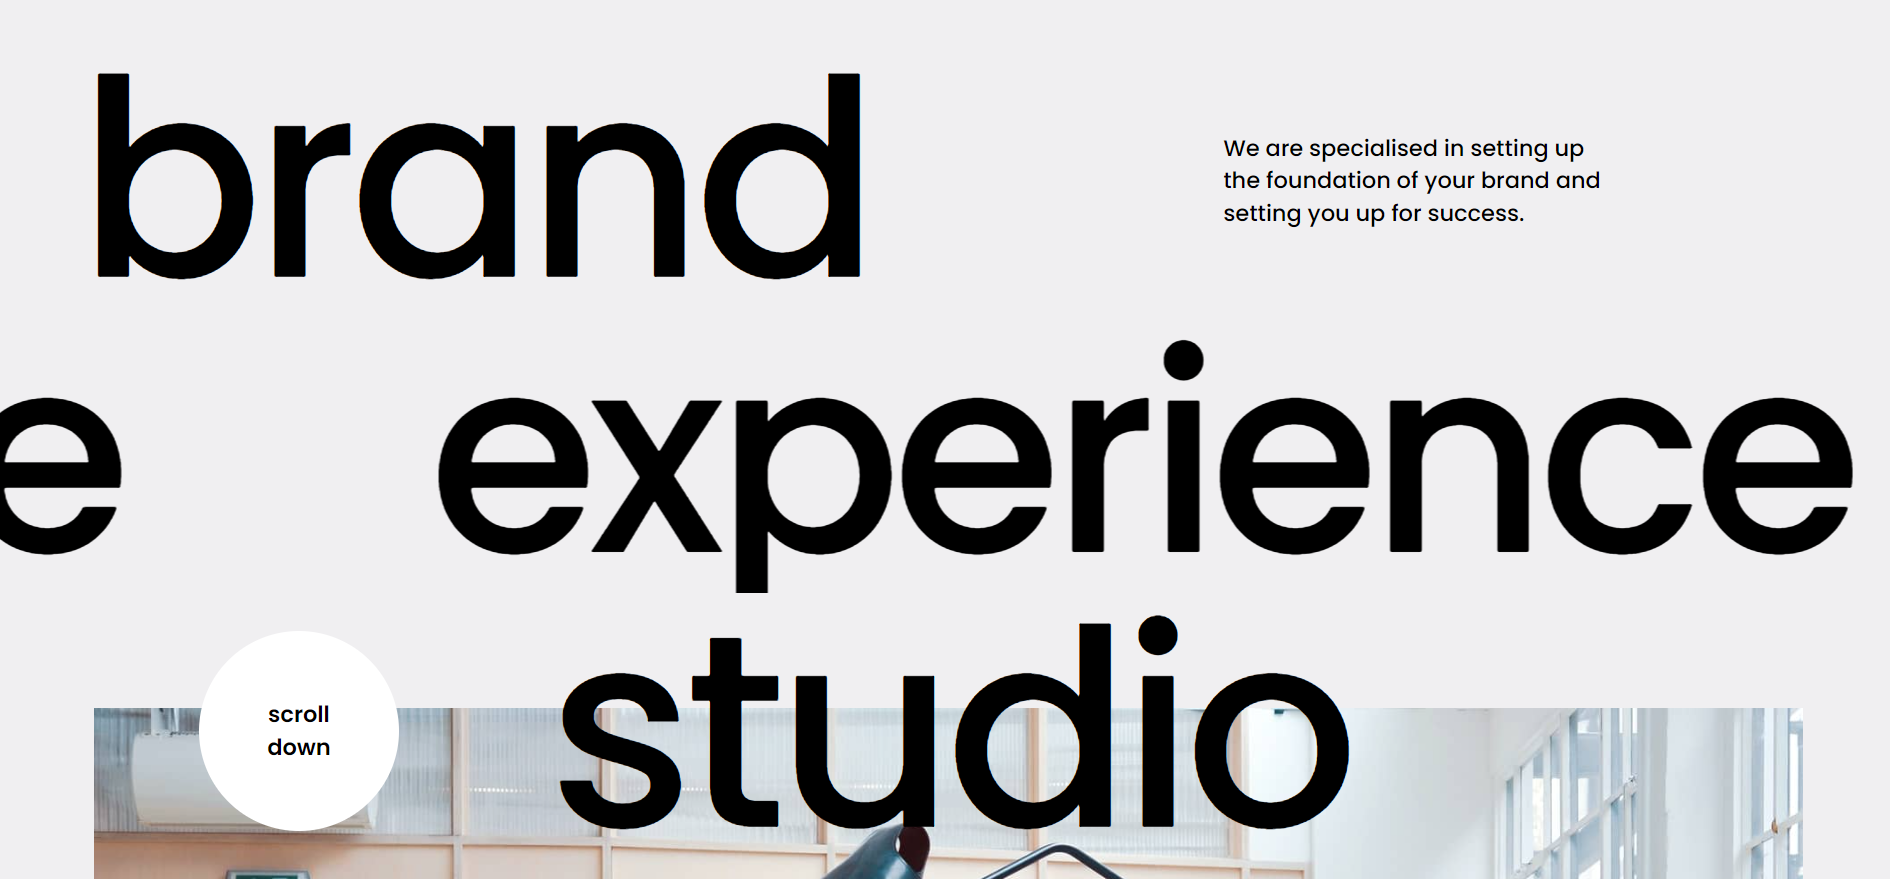 brand
We are specialised in setting up
the foundation of your brand and
setting you up for success.
e experience
studio
scroll
down